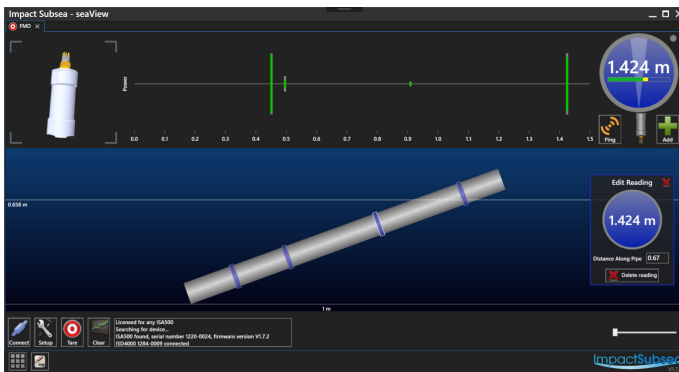 Impact Subsea - seaView
FMD
1.424 m
Power
0.0 0.1 0.2 0.3 0.4 0.5 0.6 0.7 0.8 0.9 1.0 1.1 1.2 1.3 1.4 1.5
Ping
Add
Edit Reading
0.658 m
1.424 m
Distance Along Pipe 0.67
Delete reading
1 m
Connect Setup Tare Clear
Licensed for any ISA500
Searching for device...
ISA500 found, serial number 1220-0024, firmware version V1.7.2
ISD4000 1284-0009 connected
ImpactSubsea